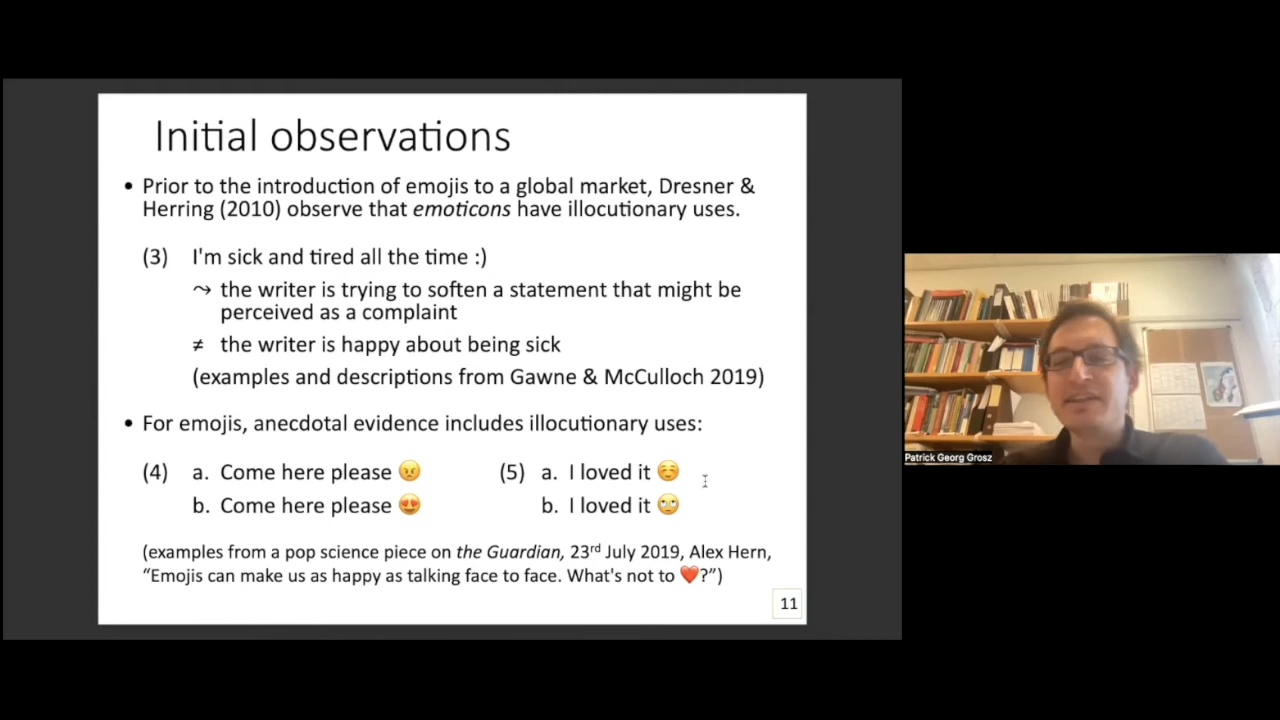 Initial observations
• Prior to the introduction of emojis to a global market, Dresner &
Herring (2010) observe that emoticons have illocutionary uses.
(3) I'm sick and tired all the time :)
⤳ the writer is trying to soften a statement that might be
perceived as a complaint
≠ the writer is happy about being sick
(examples and descriptions from Gawne & McCulloch 2019)
• For emojis, anecdotal evidence includes illocutionary uses:
(4) a. Come here please 😠 (5) a. I loved it ☺️
b. Come here please 😍 b. I loved it 🙄
(examples from a pop science piece on the Guardian, 23rd July 2019, Alex Hern,
“Emojis can make us as happy as talking face to face. What's not to ❤️?”)
11
Patrick Georg Grosz